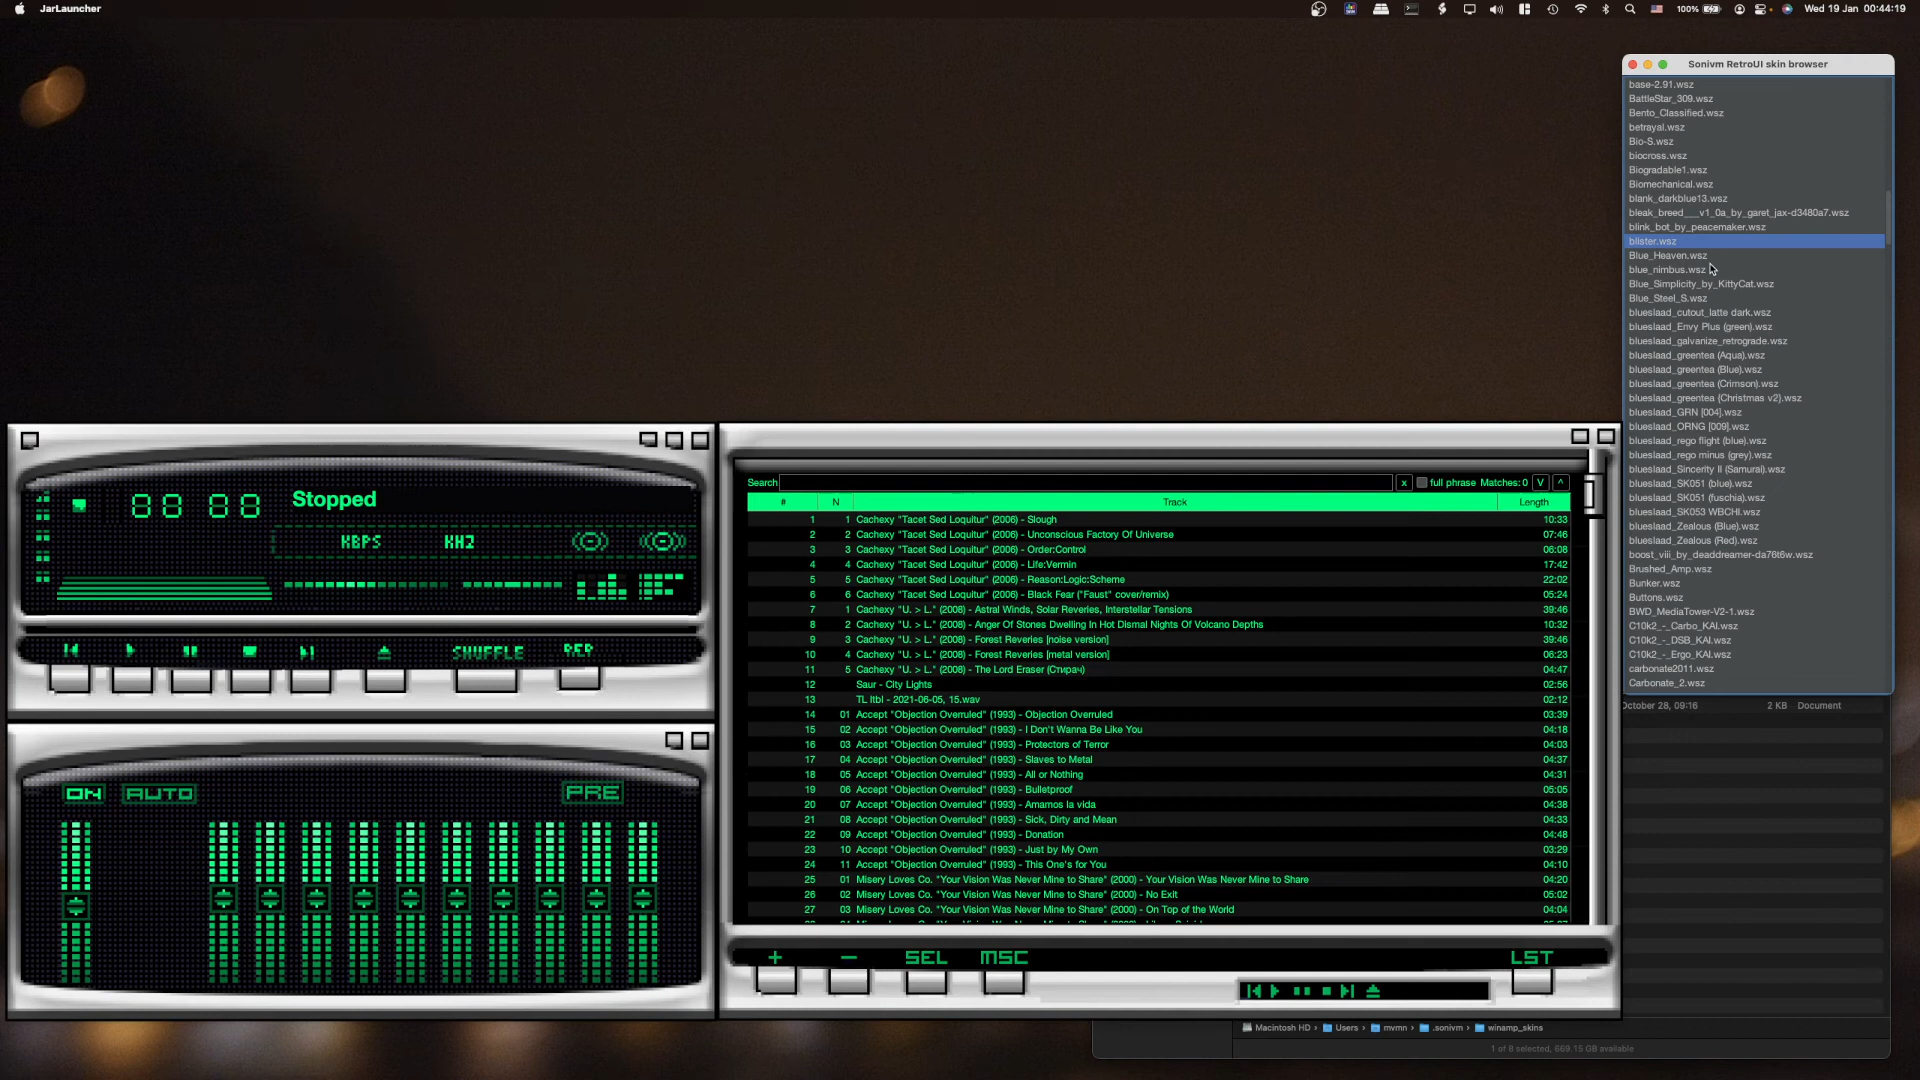 JarLauncher
100%
Wed 19 Jan 00:44:19
Sonivm RetroUI skin browser
base-2.91.wsz
BattleStar_309.wsz
Bento_Classified.wsz
betrayal.wsz
Bio-S.wsz
biocross.wsz
Biogradable1.wsz
Biomechanical.wsz
blank_darkblue13.wsz
bleak_breed___v1_0a_by_garet_jax-d3480a7.wsz
blink_bot_by_peacemaker.wsz
blister.wsz
Blue_Heaven.wsz
blue_nimbus.wsz
Blue_Simplicity_by_KittyCat.wsz
Blue_Steel_S.wsz
blueslaad_cutout_latte dark.wsz
blueslaad_Envy Plus (green).wsz
blueslaad_galvanize_retrograde.wsz
blueslaad_greentea (Aqua).wsz
blueslaad_greentea (Blue).wsz
blueslaad_greentea (Crimson).wsz
blueslaad_greentea (Christmas v2).wsz
blueslaad_GRN [004].wsz
blueslaad_ORNG [009].wsz
blueslaad_rego flight (blue).wsz
blueslaad_rego minus (grey).wsz
blueslaad_Sincerity II (Samurai).wsz
blueslaad_SK051 (blue).wsz
blueslaad_SK051 (fuschia).wsz
blueslaad_SK053 WBCHI.wsz
blueslaad_Zealous (Blue).wsz
blueslaad_Zealous (Red).wsz
boost_viii_by_deaddreamer-da76t6w.wsz
Brushed_Amp.wsz
Bunker.wsz
Buttons.wsz
BWD_MediaTower-V2-1.wsz
C10k2_-_Carbo_KAI.wsz
C10k2_-_DSB_KAI.wsz
C10k2_-_Ergo_KAI.wsz
carbonate2011.wsz
Carbonate_2.wsz
October 28, 09:16 2 KB Document
88 88 Stopped
KBPS KHZ
SHUFFLE REP
ON AUTO PRE
Search x full phrase Matches: 0 V ^
# N Track Length
1 1 Cachexy "Tacet Sed Loquitur" (2006) - Slough 10:33
2 2 Cachexy "Tacet Sed Loquitur" (2006) - Unconscious Factory Of Universe 07:46
3 3 Cachexy "Tacet Sed Loquitur" (2006) - Order:Control 06:08
4 4 Cachexy "Tacet Sed Loquitur" (2006) - Life:Vermin 17:42
5 5 Cachexy "Tacet Sed Loquitur" (2006) - Reason:Logic:Scheme 22:02
6 6 Cachexy "Tacet Sed Loquitur" (2006) - Black Fear ("Faust" cover/remix) 05:24
7 1 Cachexy "U. > L." (2008) - Astral Winds, Solar Reveries, Interstellar Tensions 39:46
8 2 Cachexy "U. > L." (2008) - Anger Of Stones Dwelling In Hot Dismal Nights Of Volcano Depths 10:32
9 3 Cachexy "U. > L." (2008) - Forest Reveries [noise version] 39:46
10 4 Cachexy "U. > L." (2008) - Forest Reveries [metal version] 06:23
11 5 Cachexy "U. > L." (2008) - The Lord Eraser (Стирач) 04:47
12 Saur - City Lights 02:56
13 TL ltbl - 2021-06-05, 15.wav 02:12
14 01 Accept "Objection Overruled" (1993) - Objection Overruled 03:39
15 02 Accept "Objection Overruled" (1993) - I Don't Wanna Be Like You 04:18
16 03 Accept "Objection Overruled" (1993) - Protectors of Terror 04:03
17 04 Accept "Objection Overruled" (1993) - Slaves to Metal 04:37
18 05 Accept "Objection Overruled" (1993) - All or Nothing 04:31
19 06 Accept "Objection Overruled" (1993) - Bulletproof 05:05
20 07 Accept "Objection Overruled" (1993) - Amamos la vida 04:38
21 08 Accept "Objection Overruled" (1993) - Sick, Dirty and Mean 04:33
22 09 Accept "Objection Overruled" (1993) - Donation 04:48
23 10 Accept "Objection Overruled" (1993) - Just by My Own 03:29
24 11 Accept "Objection Overruled" (1993) - This One's for You 04:10
25 01 Misery Loves Co. "Your Vision Was Never Mine to Share" (2000) - Your Vision Was Never Mine to Share 04:20
26 02 Misery Loves Co. "Your Vision Was Never Mine to Share" (2000) - No Exit 05:02
27 03 Misery Loves Co. "Your Vision Was Never Mine to Share" (2000) - On Top of the World 04:04
+ − SEL MSC LST
Macintosh HD › Users › mvmn › .sonivm › winamp_skins
1 of 8 selected, 669.15 GB available